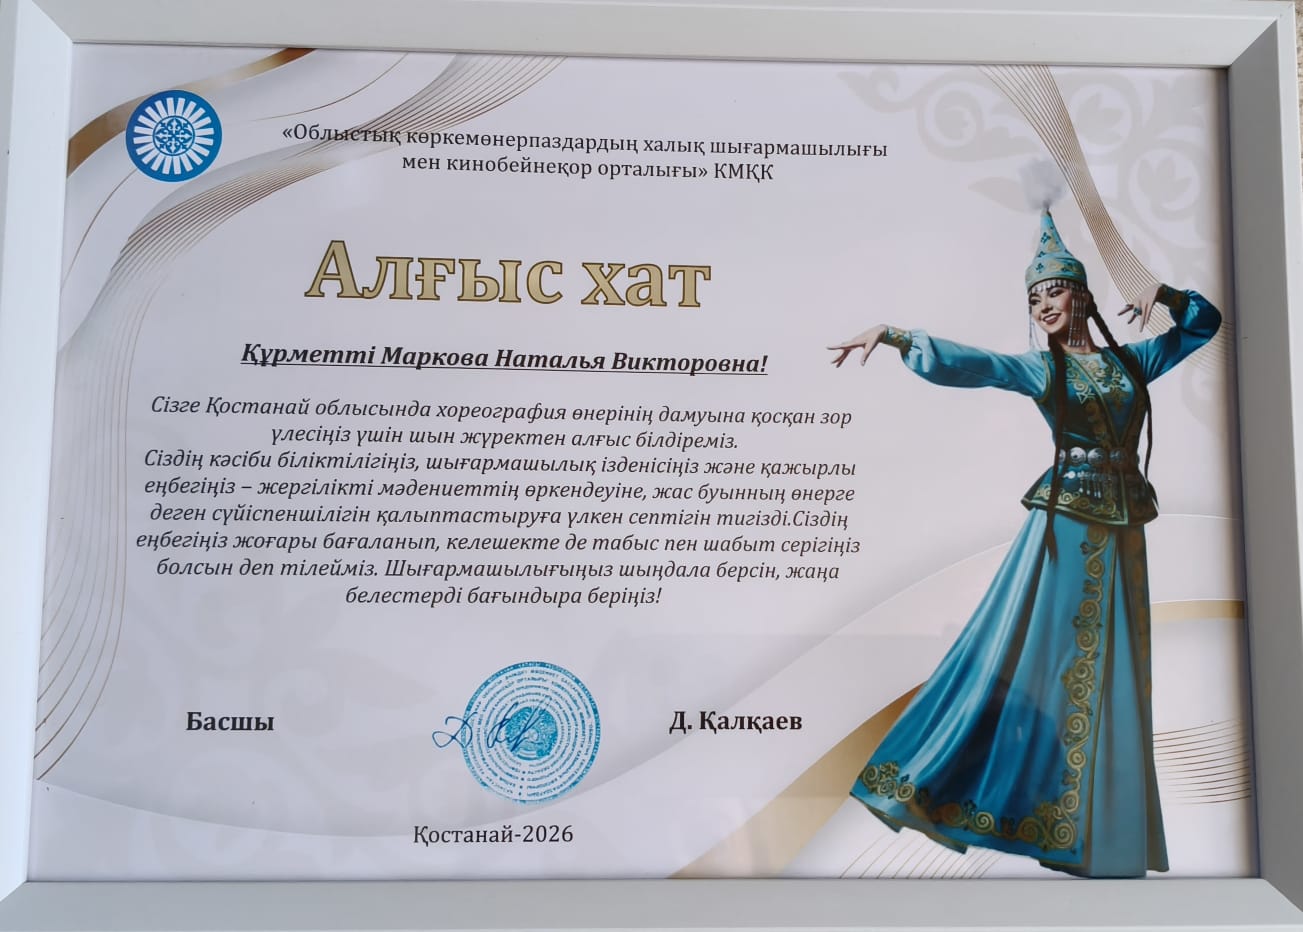 «Облыстық көркемөнерпаздардың халық шығармашылығы
мен кинобейнеқор орталығы» КМҚК
Алғыс хат
Құрметті Маркова Наталья Викторовна!
Сізге Қостанай облысында хореография өнерінің дамуына қосқан зор
үлесіңіз үшін шын жүректен алғыс білдіреміз.
Сіздің кәсіби біліктілігіңіз, шығармашылық ізденісіңіз және қажырлы
еңбегіңіз – жергілікті мәдениеттің өркендеуіне, жас буынның өнерге
деген сүйіспеншілігін қалыптастыруға үлкен септігін тигізді.Сіздің
еңбегіңіз жоғары бағаланып, келешекте де табыс пен шабыт серігіңіз
болсын деп тілейміз. Шығармашылығыңыз шыңдала берсін, жаңа
белестерді бағындыра беріңіз!
Басшы
Д. Қалқаев
Қостанай-2026